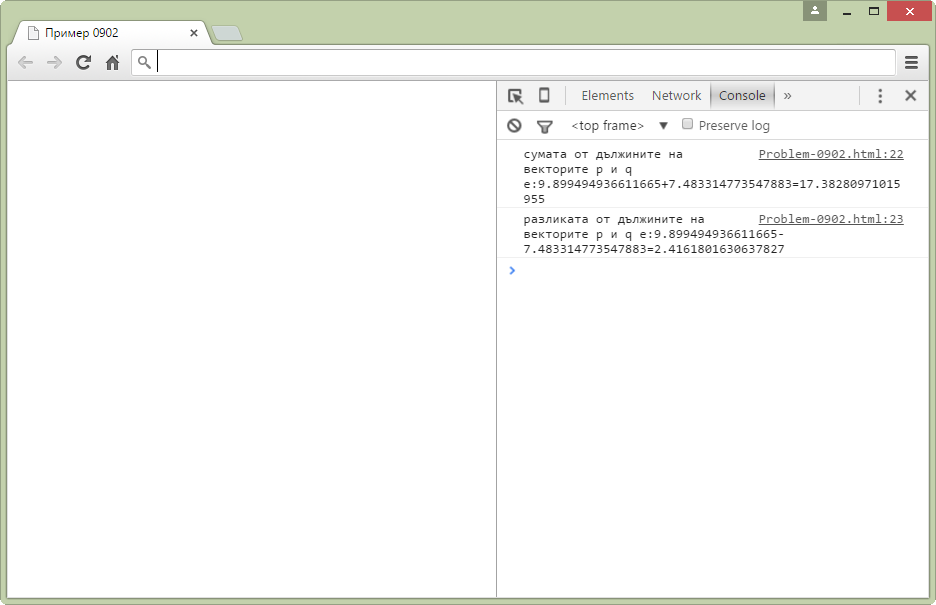 Пример 0902
Elements Network Console »
<top frame> ▼ Preserve log
сумата от дължините на Problem-0902.html:22
векторите p и q
е:9.899494936611665+7.483314773547883=17.38280971015
955
разликата от дължините на Problem-0902.html:23
векторите p и q е:9.899494936611665-
7.483314773547883=2.4161801630637827